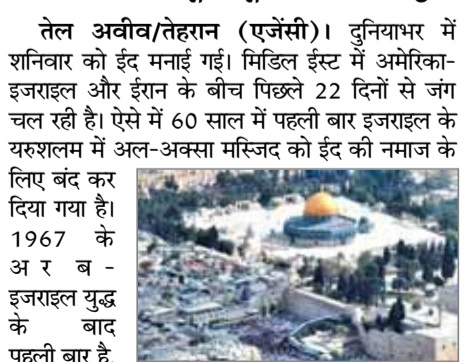 तेल अवीव/तेहरान (एजेंसी)। दुनियाभर में
शनिवार को ईद मनाई गई। मिडिल ईस्ट में अमेरिका-
इजराइल और ईरान के बीच पिछले 22 दिनों से जंग
चल रही है। ऐसे में 60 साल में पहली बार इजराइल के
यरुशलम में अल-अक्सा मस्जिद को ईद की नमाज के
लिए बंद कर
दिया गया है।
1967 के
अरब-
इजराइल युद्ध
के बाद
पहली बार है,